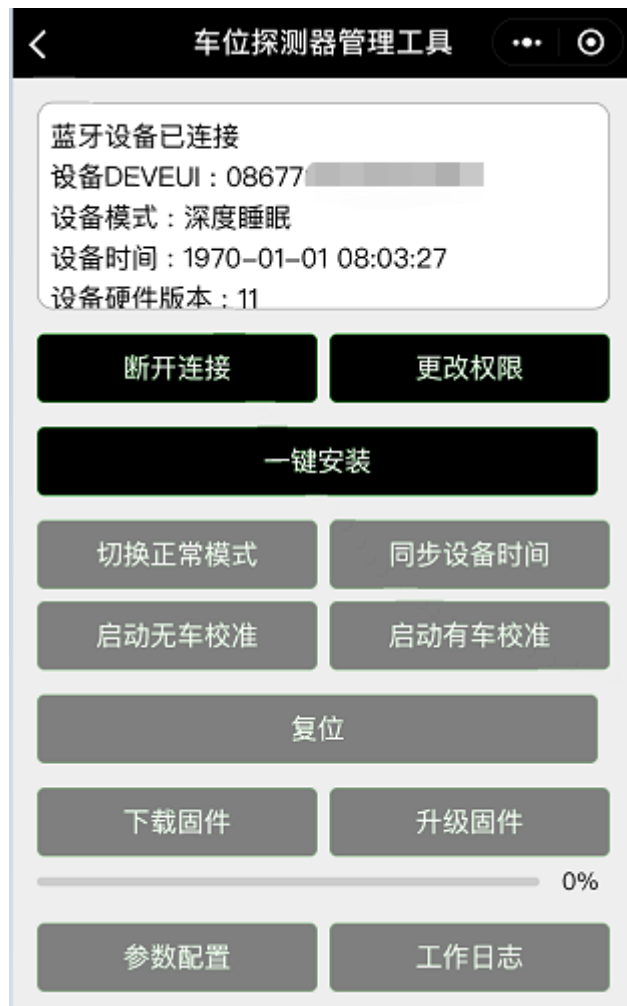 车位探测器管理工具
蓝牙设备已连接
设备DEVEUI：08677
设备模式：深度睡眠
设备时间：1970-01-01 08:03:27
设备硬件版本：11
断开连接 更改权限
一键安装
切换正常模式 同步设备时间
启动无车校准 启动有车校准
复位
下载固件 升级固件
0%
参数配置 工作日志